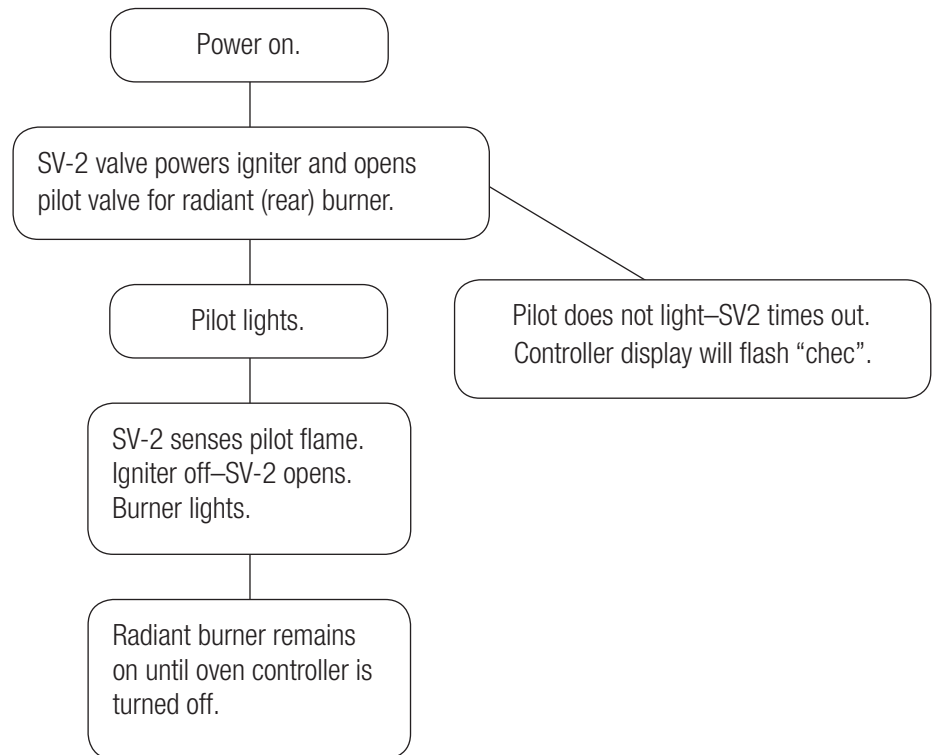 Power on.
SV-2 valve powers igniter and opens
pilot valve for radiant (rear) burner.
Pilot lights.
Pilot does not light–SV2 times out.
Controller display will flash “chec”.
SV-2 senses pilot flame.
Igniter off–SV-2 opens.
Burner lights.
Radiant burner remains
on until oven controller is
turned off.